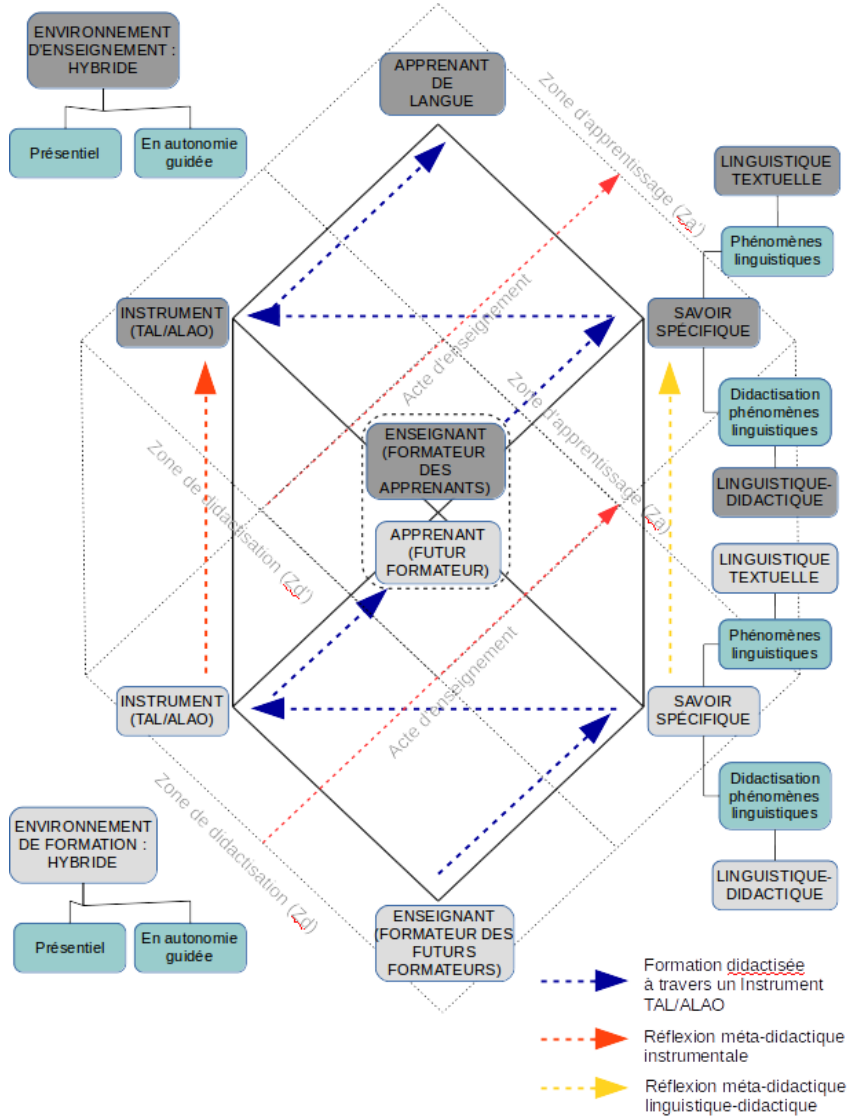 ENVIRONNEMENT
D'ENSEIGNEMENT :
HYBRIDE
Présentiel
En autonomie
guidée
APPRENANT
DE
LANGUE
Zone d'apprentissage (Za')
LINGUISTIQUE
TEXTUELLE
Phénomènes
linguistiques
INSTRUMENT
(TAL/ALAO)
Acte d'enseignement
SAVOIR
SPÉCIFIQUE
Zone d'apprentissage (Za)
Didactisation
phénomènes
linguistiques
Zone de didactisation (Zd')
ENSEIGNANT
(FORMATEUR
DES
APPRENANTS)
LINGUISTIQUE-
DIDACTIQUE
APPRENANT
(FUTUR
FORMATEUR)
LINGUISTIQUE
TEXTUELLE
Phénomènes
linguistiques
INSTRUMENT
(TAL/ALAO)
Acte d'enseignement
SAVOIR
SPÉCIFIQUE
Zone de didactisation (Zd)
Didactisation
phénomènes
linguistiques
ENVIRONNEMENT
DE FORMATION :
HYBRIDE
Présentiel
En autonomie
guidée
LINGUISTIQUE-
DIDACTIQUE
ENSEIGNANT
(FORMATEUR DES
FUTURS
FORMATEURS)
Formation didactisée
à travers un Instrument
TAL/ALAO
Réflexion méta-didactique
instrumentale
Réflexion méta-didactique
linguistique-didactique